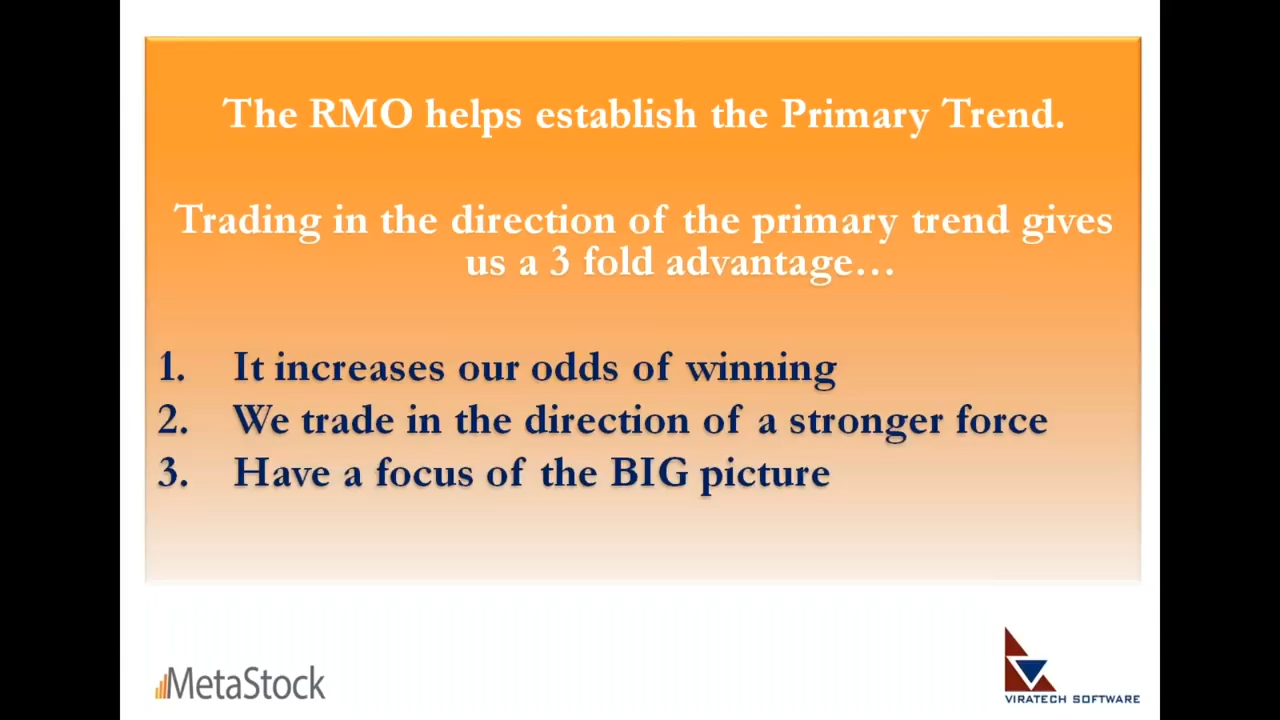 The RMO helps establish the Primary Trend.
Trading in the direction of the primary trend gives
us a 3 fold advantage...
1. It increases our odds of winning
2. We trade in the direction of a stronger force
3. Have a focus of the BIG picture
MetaStock
VIRATECH SOFTWARE